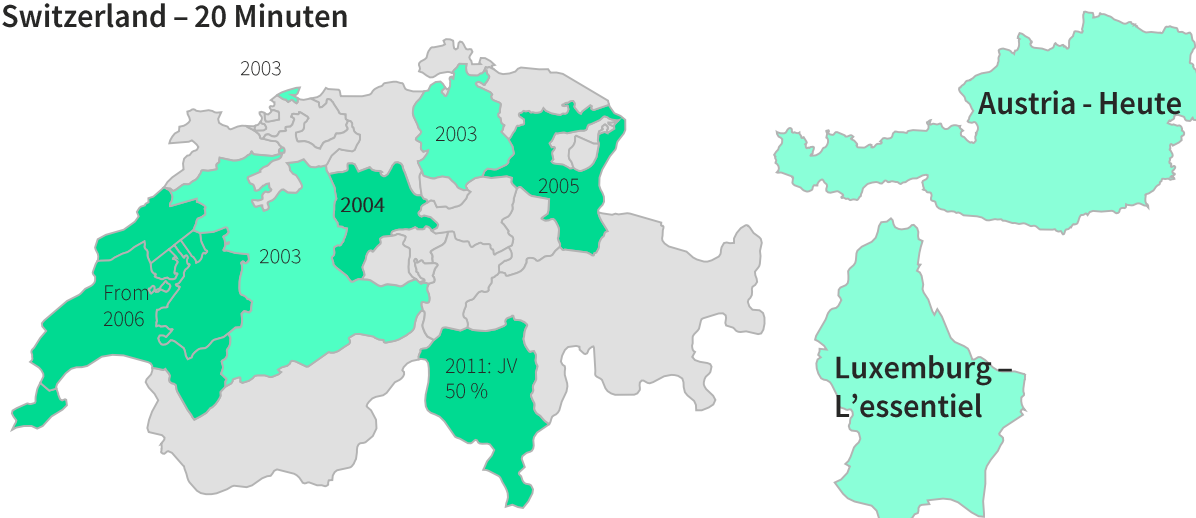 Switzerland – 20 Minuten
2003
2003
2005
2004
2003
From
2006
2011: JV
50 %
Austria - Heute
Luxemburg –
L’essentiel